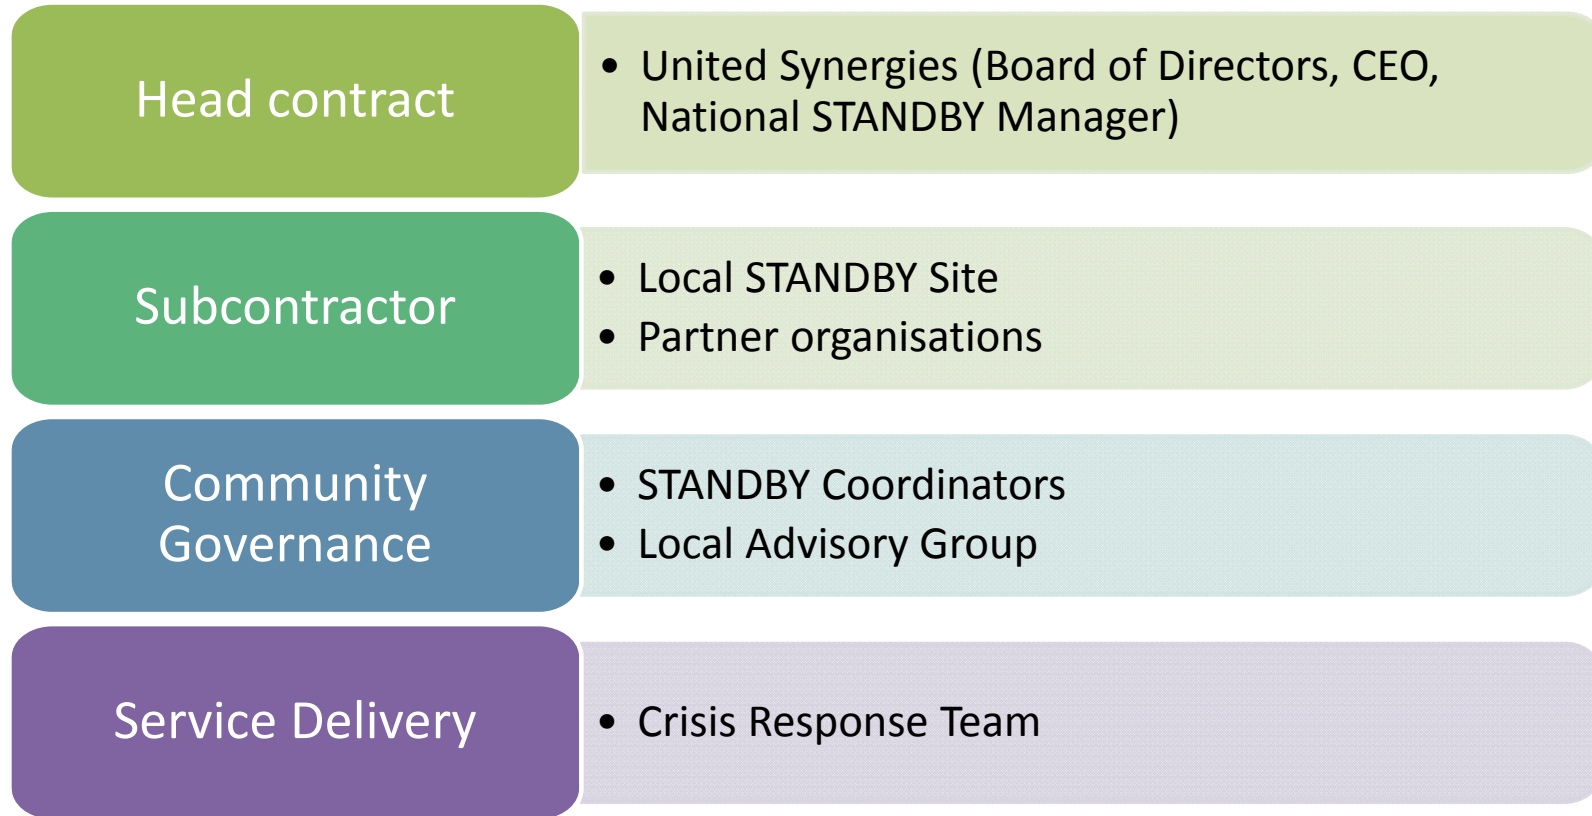 Head contract
• United Synergies (Board of Directors, CEO,
National STANDBY Manager)
Subcontractor
• Local STANDBY Site
• Partner organisations
Community
Governance
• STANDBY Coordinators
• Local Advisory Group
Service Delivery
• Crisis Response Team